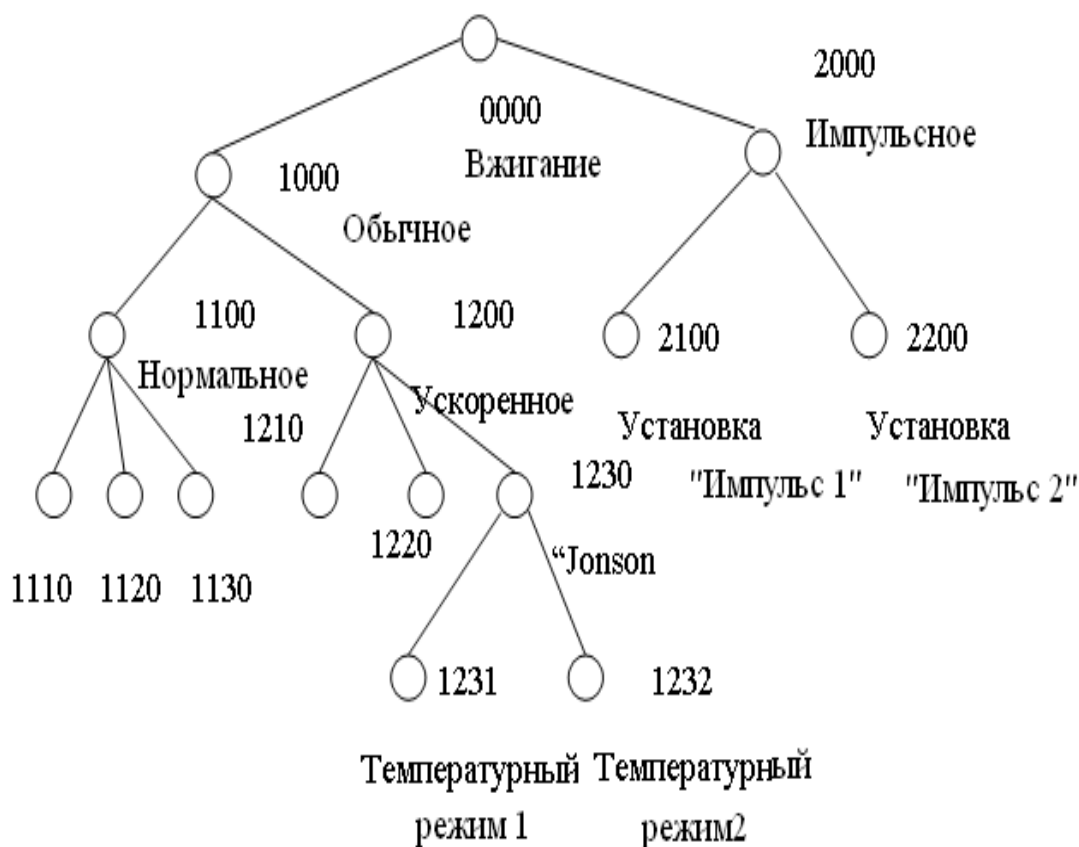 2000
0000
Импульсное
Вжигание
1000
Обычное
1100
1200
2100
2200
Нормальное
Ускоренное
1210
Установка
"Импульс 1"
Установка
"Импульс 2"
1230
1220
"Jonson
1110 1120 1130
1231
1232
Температурный
режим 1
Температурный
режим2